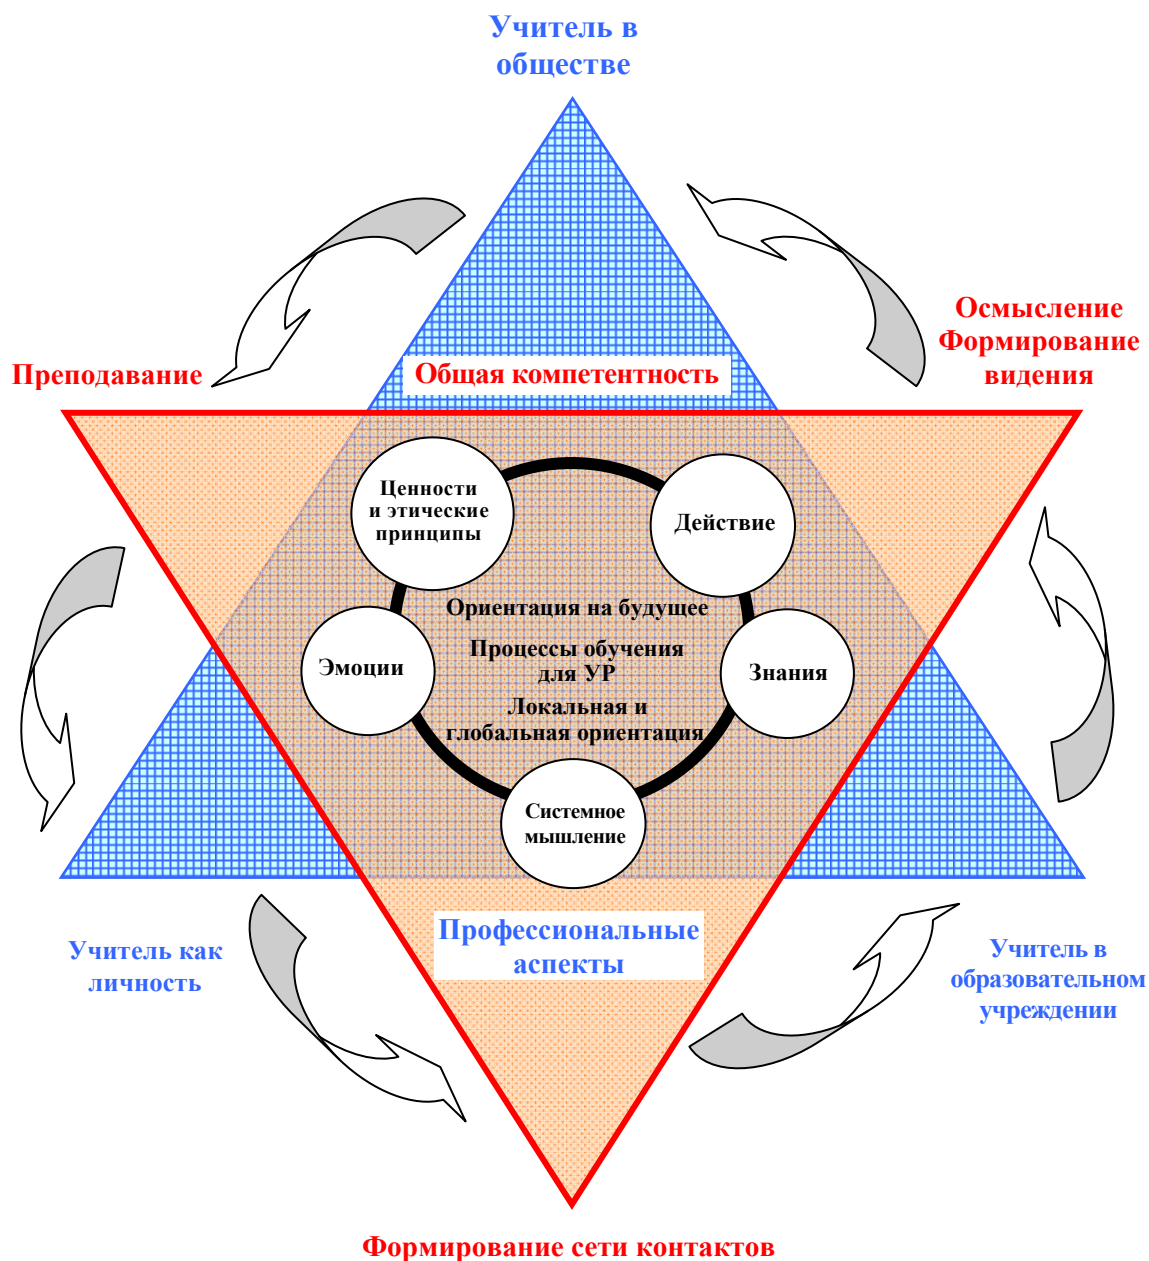 Учитель в
обществе
Осмысление
Формирование
видения
Преподавание
Общая компетентность
Ценности
и этические
принципы
Действие
Ориентация на будущее
Процессы обучения
для УР
Локальная и
глобальная ориентация
Эмоции
Знания
Системное
мышление
Профессиональные
аспекты
Учитель как
личность
Учитель в
образовательном
учреждении
Формирование сети контактов